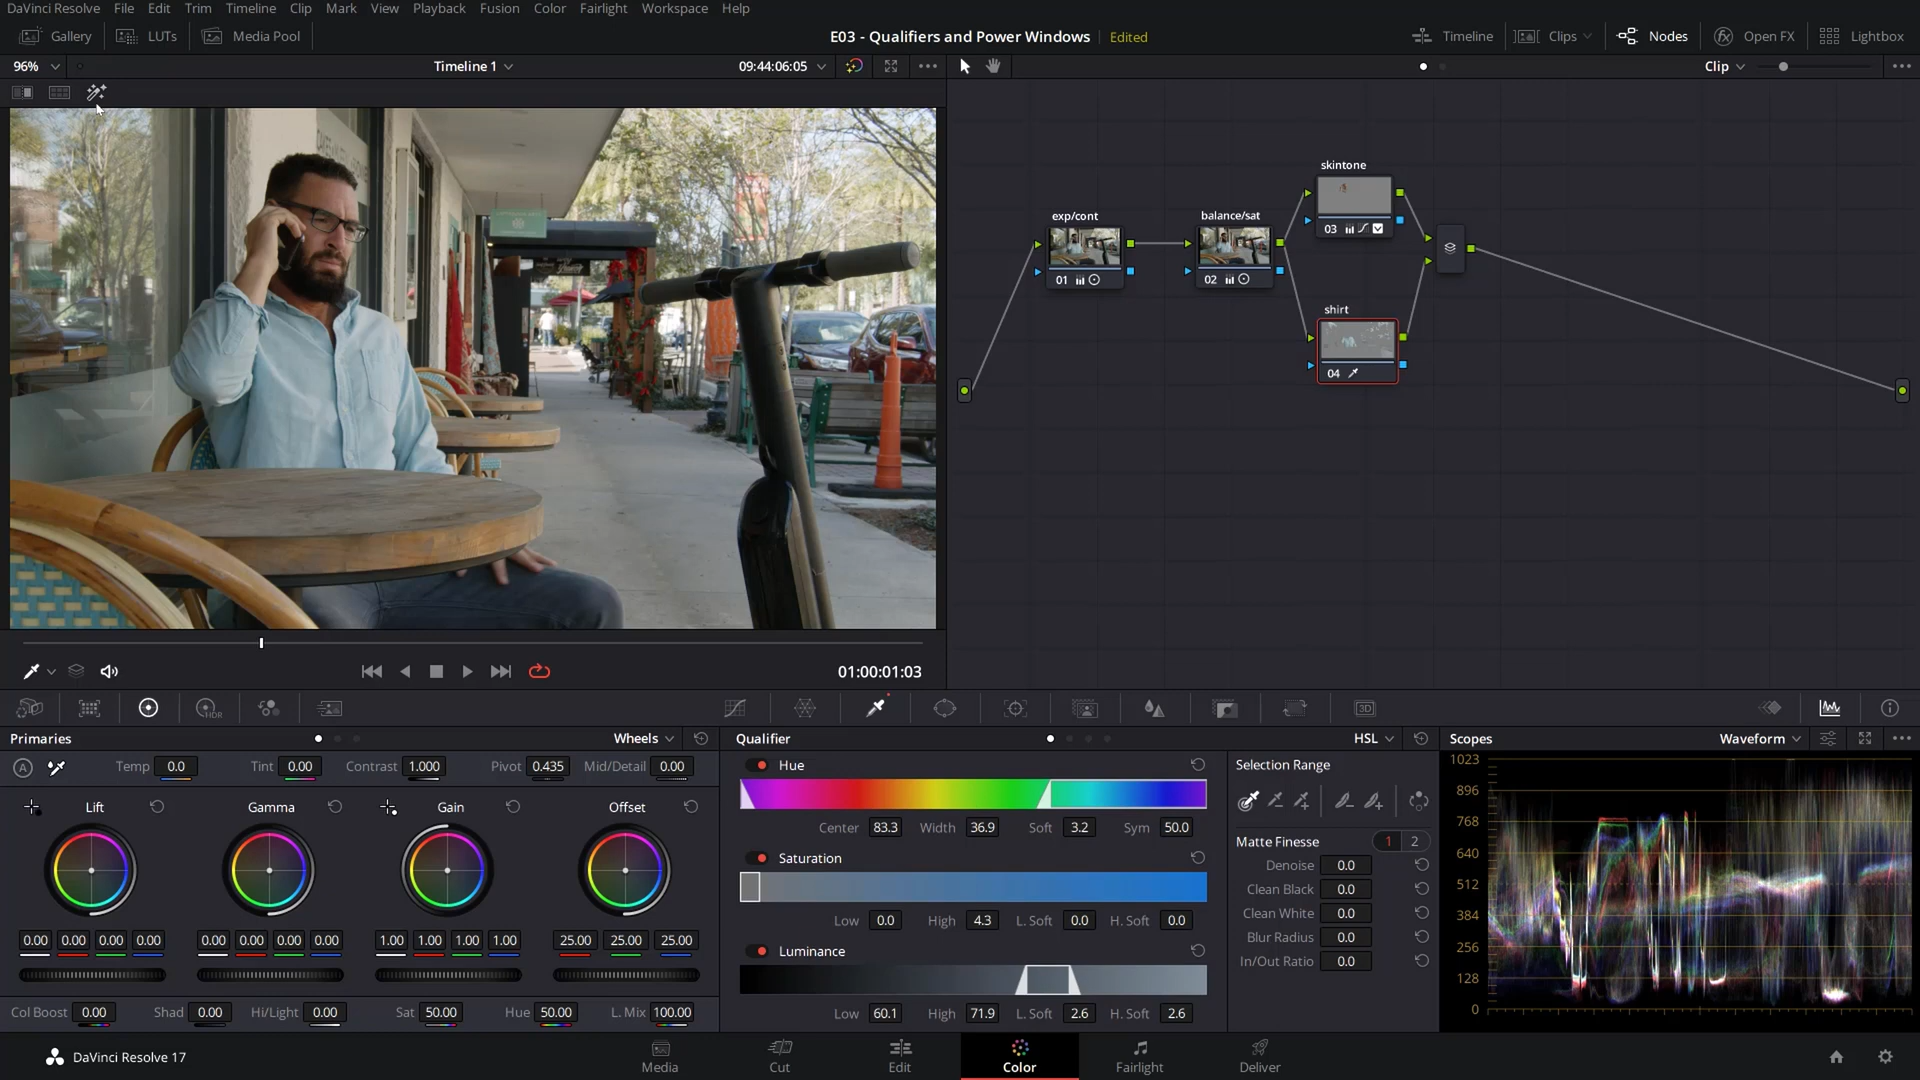 DaVinci Resolve File Edit Trim Timeline Clip Mark View Playback Fusion Color Fairlight Workspace Help
Gallery LUTs Media Pool E03 - Qualifiers and Power Windows Edited Timeline Clips Nodes Open FX Lightbox
96% Timeline 1 09:44:06:05 Clip
skintone
03
exp/cont
01
balance/sat
02
shirt
04
01:00:01:03
HDR
3D
Primaries Wheels
A Temp 0.0 Tint 0.00 Contrast 1.000 Pivot 0.435 Mid/Detail 0.00
Lift Gamma Gain Offset
0.00 0.00 0.00 0.00 0.00 0.00 0.00 0.00 1.00 1.00 1.00 1.00 25.00 25.00 25.00
Col Boost 0.00 Shad 0.00 Hi/Light 0.00 Sat 50.00 Hue 50.00 L. Mix 100.00
Qualifier HSL
Hue
Center 83.3 Width 36.9 Soft 3.2 Sym 50.0
Saturation
Low 0.0 High 4.3 L. Soft 0.0 H. Soft 0.0
Luminance
Low 60.1 High 71.9 L. Soft 2.6 H. Soft 2.6
Selection Range
Matte Finesse 1 2
Denoise 0.0
Clean Black 0.0
Clean White 0.0
Blur Radius 0.0
In/Out Ratio 0.0
Scopes Waveform
1023
896
768
640
512
384
256
128
0
DaVinci Resolve 17
Media Cut Edit Color Fairlight Deliver